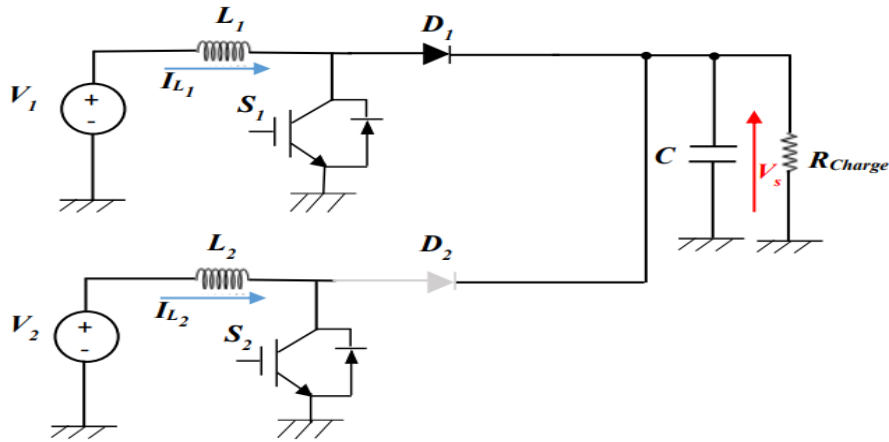 L1
D1
IL1
V1
+
-
S1
C
Vs
RCharge
L2
D2
IL2
V2
+
-
S2